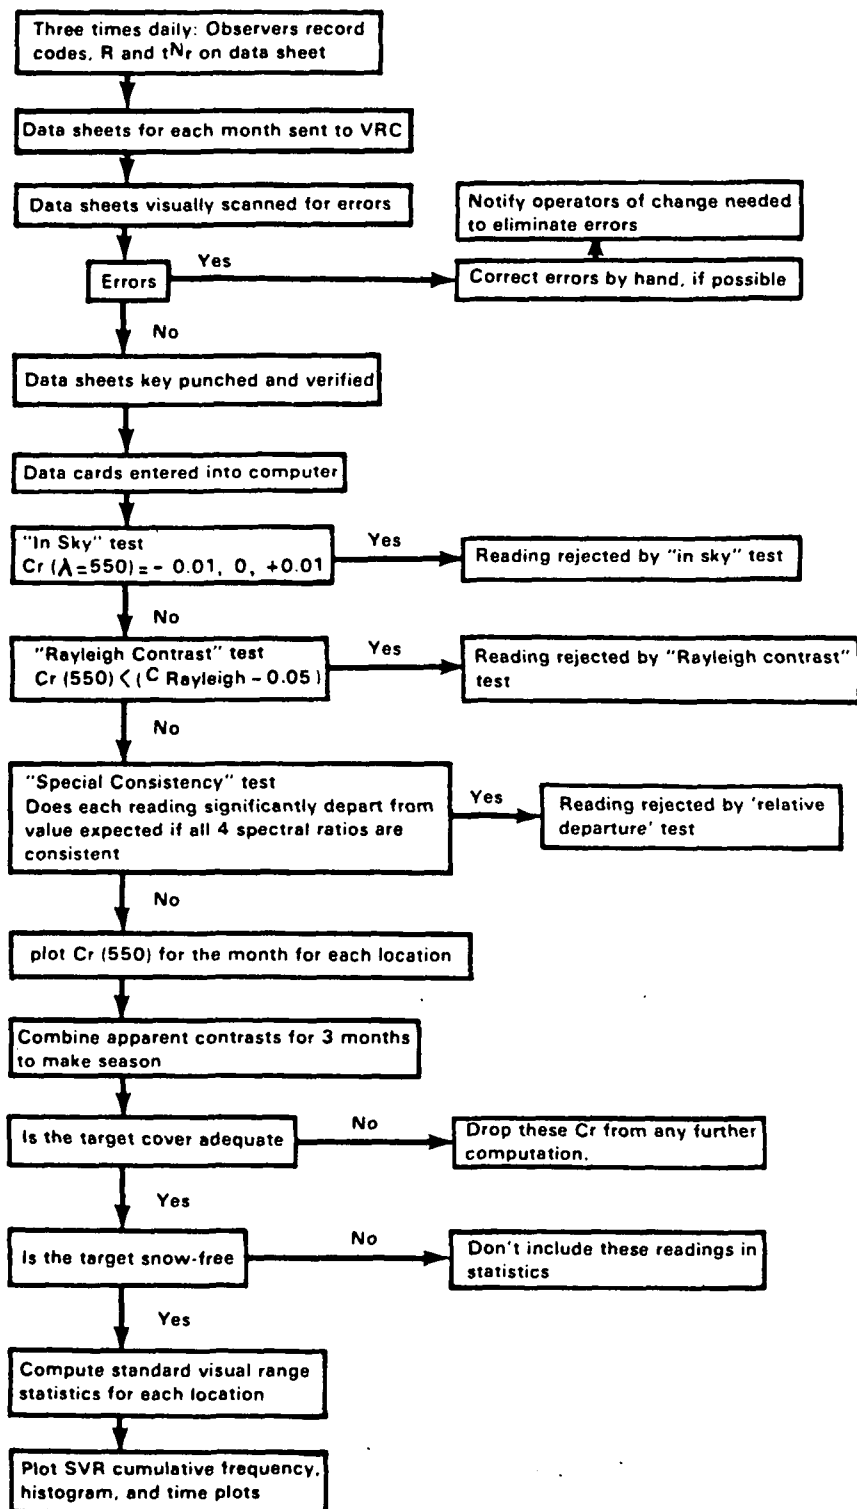 Three times daily: Observers record
codes, R and tNr on data sheet
Data sheets for each month sent to VRC
Data sheets visually scanned for errors
Notify operators of change needed
to eliminate errors
Errors
Yes
Correct errors by hand, if possible
No
Data sheets key punched and verified
Data cards entered into computer
"In Sky" test
Cr (λ=550) = - 0.01, 0, +0.01
Yes
Reading rejected by "in sky" test
No
"Rayleigh Contrast" test
Cr (550) < (C Rayleigh - 0.05)
Yes
Reading rejected by "Rayleigh contrast"
test
No
"Special Consistency" test
Does each reading significantly depart from
value expected if all 4 spectral ratios are
consistent
Yes
Reading rejected by 'relative
departure' test
No
plot Cr (550) for the month for each location
Combine apparent contrasts for 3 months
to make season
Is the target cover adequate
No
Drop these Cr from any further
computation.
Yes
Is the target snow-free
No
Don't include these readings in
statistics
Yes
Compute standard visual range
statistics for each location
Plot SVR cumulative frequency,
histogram, and time plots